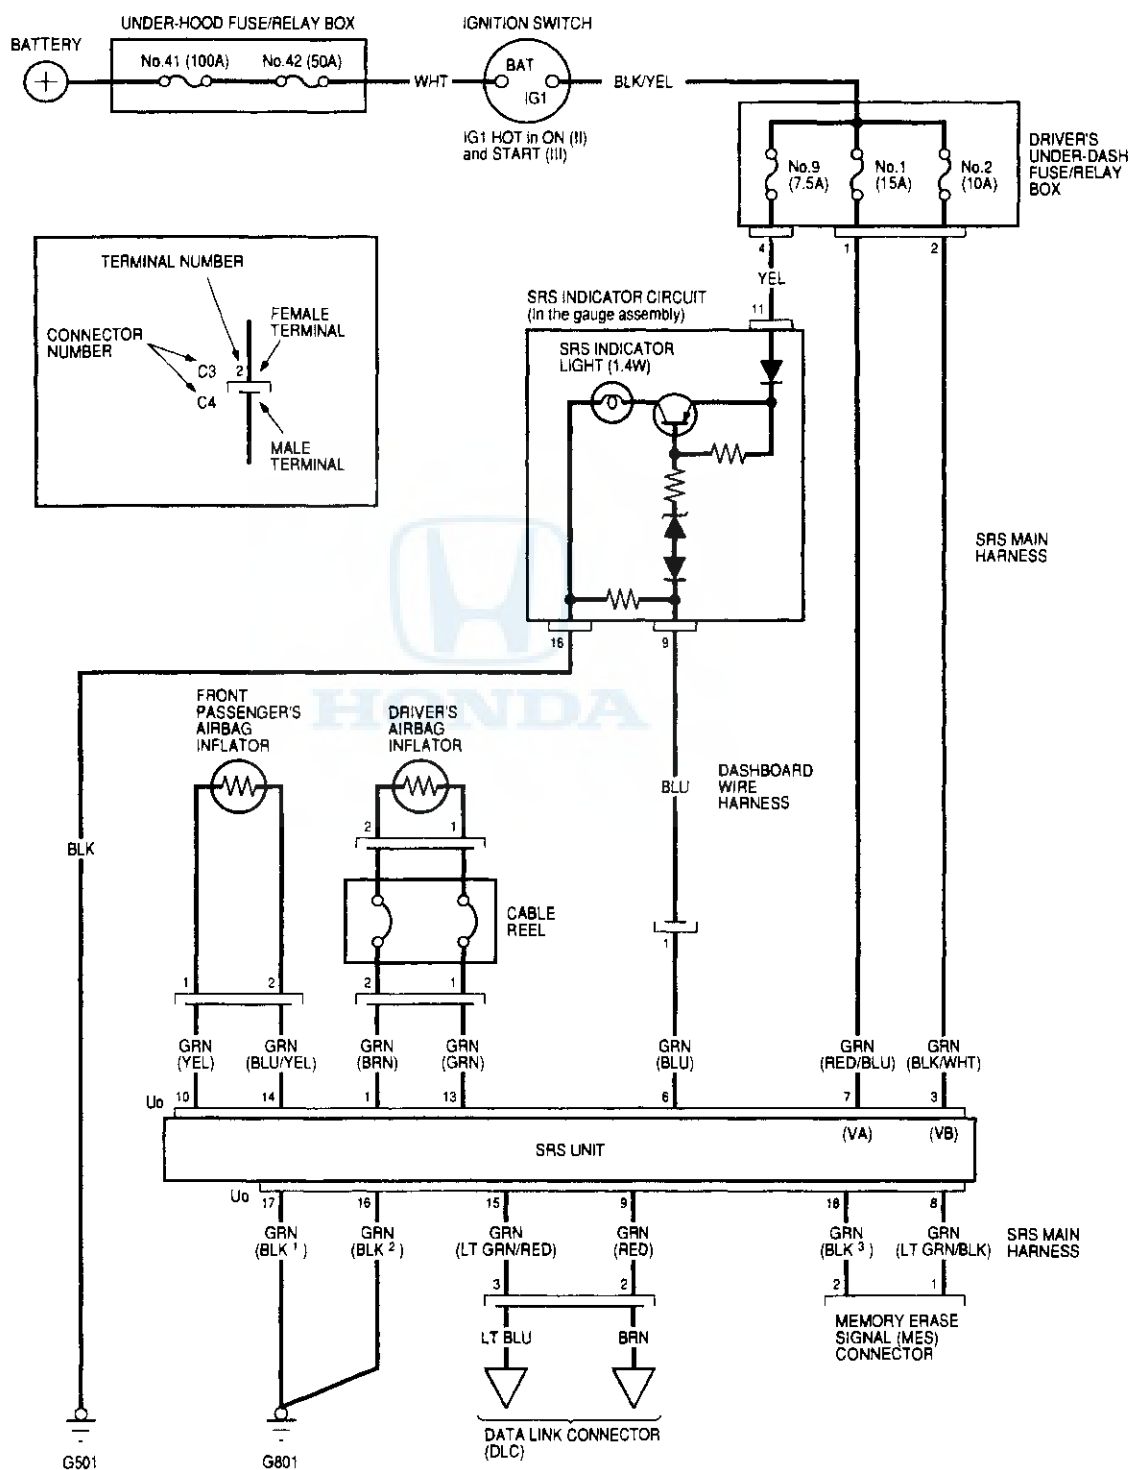 UNDER-HOOD FUSE/RELAY BOX
IGNITION SWITCH
BATTERY
No.41 (100A)
No.42 (50A)
BAT
IG1
WHT
BLK/YEL
IG1 HOT in ON (II)
and START (III)
DRIVER'S
UNDER-DASH
FUSE/RELAY
BOX
No.9
(7.5A)
No.1
(15A)
No.2
(10A)
4
1
2
YEL
TERMINAL NUMBER
FEMALE
TERMINAL
CONNECTOR
NUMBER
C3
2
C4
MALE
TERMINAL
SRS INDICATOR CIRCUIT
(In the gauge assembly)
11
SRS INDICATOR
LIGHT (1.4W)
SRS MAIN
HARNESS
16
9
HONDA
FRONT
PASSENGER'S
AIRBAG
INFLATOR
DRIVER'S
AIRBAG
INFLATOR
BLU
DASHBOARD
WIRE
HARNESS
2
1
BLK
CABLE
REEL
1
1
2
2
1
GRN
(YEL)
GRN
(BLU/YEL)
GRN
(BRN)
GRN
(GRN)
GRN
(BLU)
GRN
(RED/BLU)
GRN
(BLK/WHT)
Uo
10
14
1
13
6
7
3
(VA)
(VB)
SRS UNIT
Uo
17
16
15
9
18
8
GRN
(BLK 1 )
GRN
(BLK 2 )
GRN
(LT GRN/RED)
GRN
(RED)
GRN
(BLK 3 )
GRN
(LT GRN/BLK)
SRS MAIN
HARNESS
3
2
2
1
LT BLU
BRN
MEMORY ERASE
SIGNAL (MES)
CONNECTOR
DATA LINK CONNECTOR
(DLC)
G501
G801